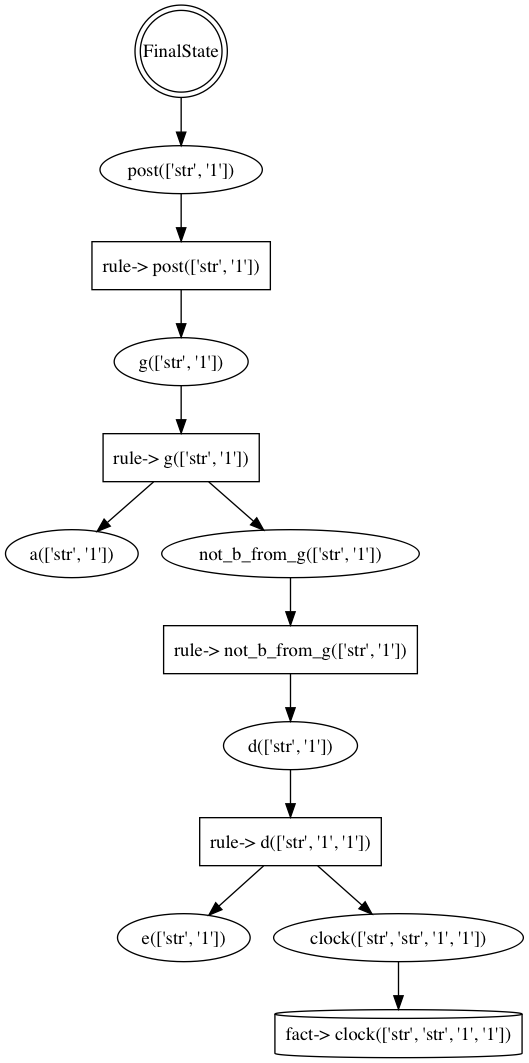 FinalState
post(['str', '1'])
rule-> post(['str', '1'])
g(['str', '1'])
rule-> g(['str', '1'])
a(['str', '1'])
not_b_from_g(['str', '1'])
rule-> not_b_from_g(['str', '1'])
d(['str', '1'])
rule-> d(['str', '1', '1'])
e(['str', '1'])
clock(['str', 'str', '1', '1'])
fact-> clock(['str', 'str', '1', '1'])